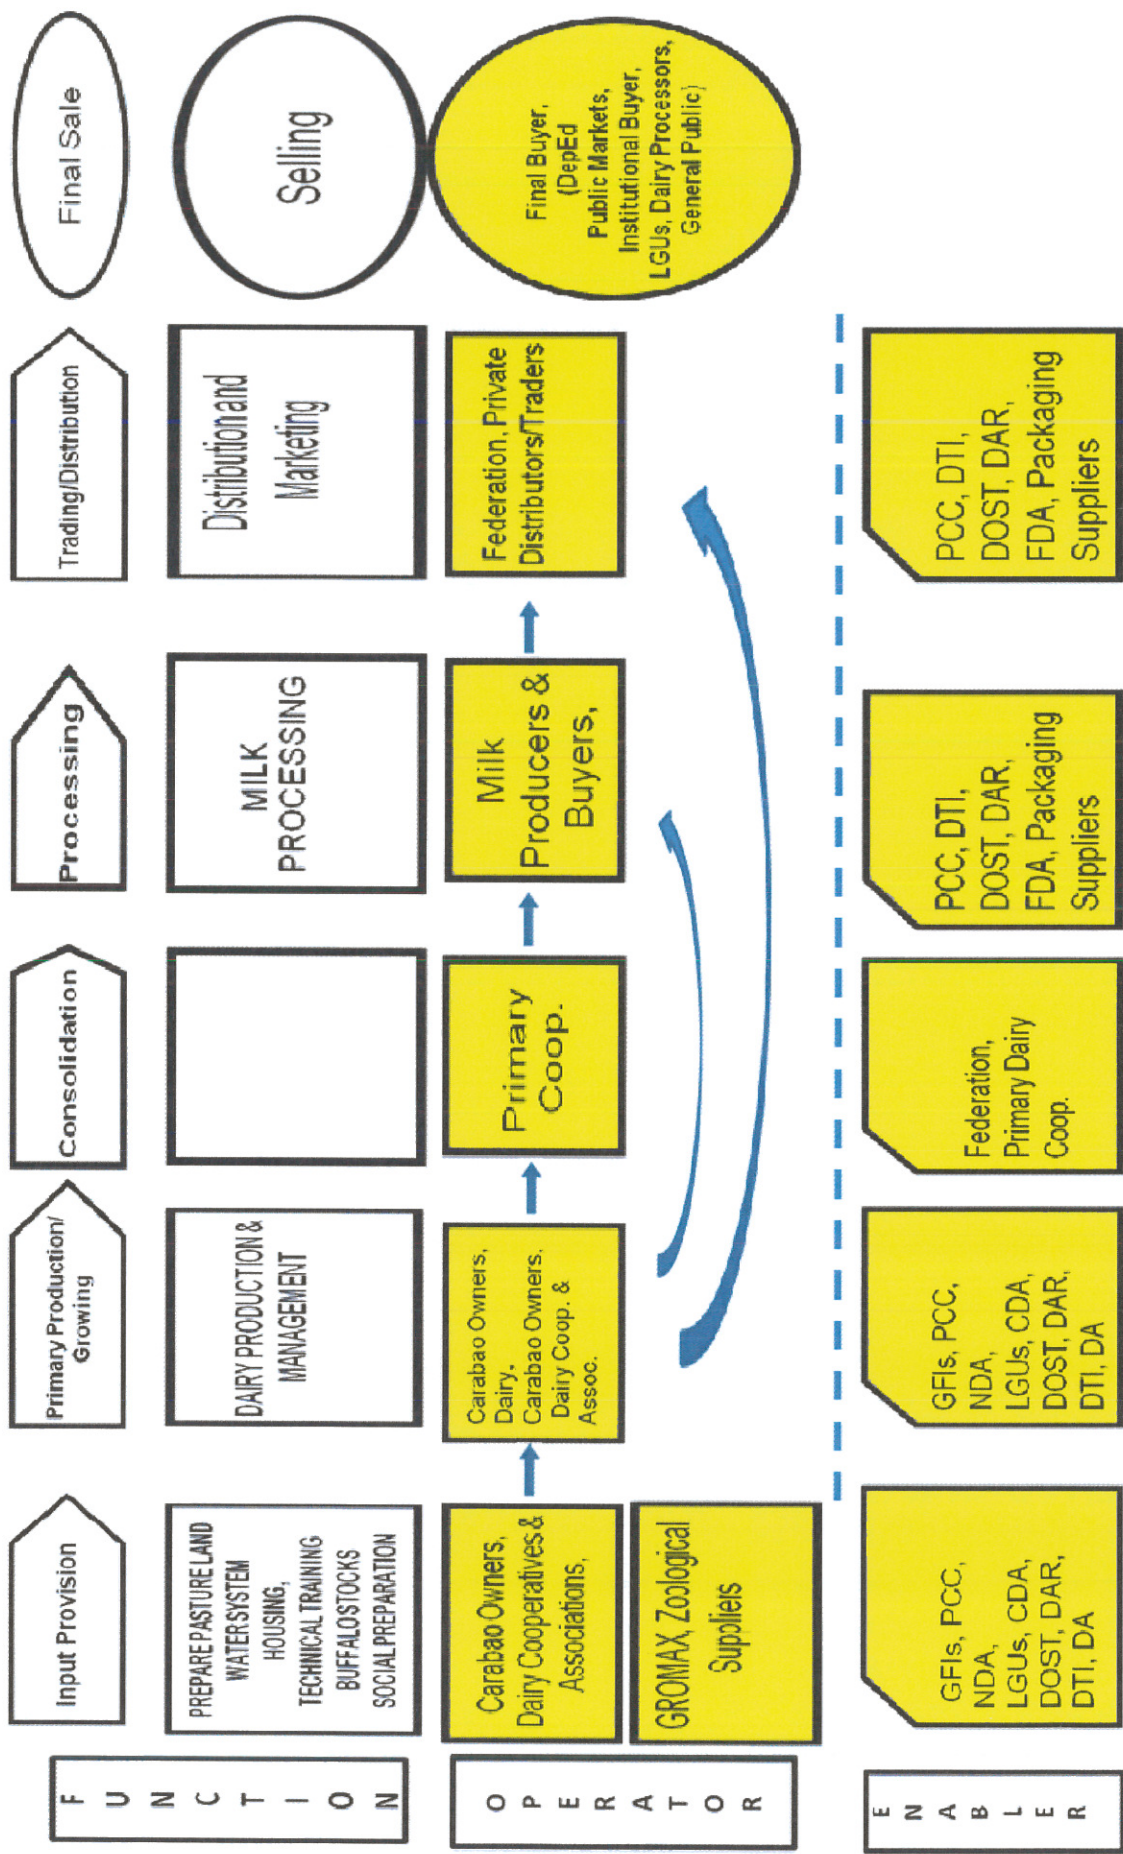 Input Provision
Primary Production/
Growing
Consolidation
Processing
Trading/Distribution
Final Sale
F
U
N
C
T
I
O
N
PREPARE PASTURE LAND
WATER SYSTEM
HOUSING,
TECHNICAL TRAINING
BUFFALO STOCKS
SOCIAL PREPARATION
DAIRY PRODUCTION &
MANAGEMENT
MILK
PROCESSING
Distribution and
Marketing
Selling
O
P
E
R
A
T
O
R
Carabao Owners,
Dairy Cooperatives &
Associations,
GROMAX, Zoological
Suppliers
Carabao Owners,
Dairy.
Carabao Owners.
Dairy Coop. &
Assoc.
Primary
Coop.
Milk
Producers &
Buyers,
Federation, Private
Distributors/Traders
Final Buyer,
(DepEd
Public Markets,
Institutional Buyer,
LGUs, Dairy Processors,
General Public)
E
N
A
B
L
E
R
GFIs, PCC,
NDA,
LGUs, CDA,
DOST, DAR,
DTI, DA
GFIs, PCC,
NDA,
LGUs, CDA,
DOST, DAR,
DTI, DA
Federation,
Primary Dairy
Coop.
PCC, DTI,
DOST, DAR,
FDA, Packaging
Suppliers
PCC, DTI,
DOST, DAR,
FDA, Packaging
Suppliers